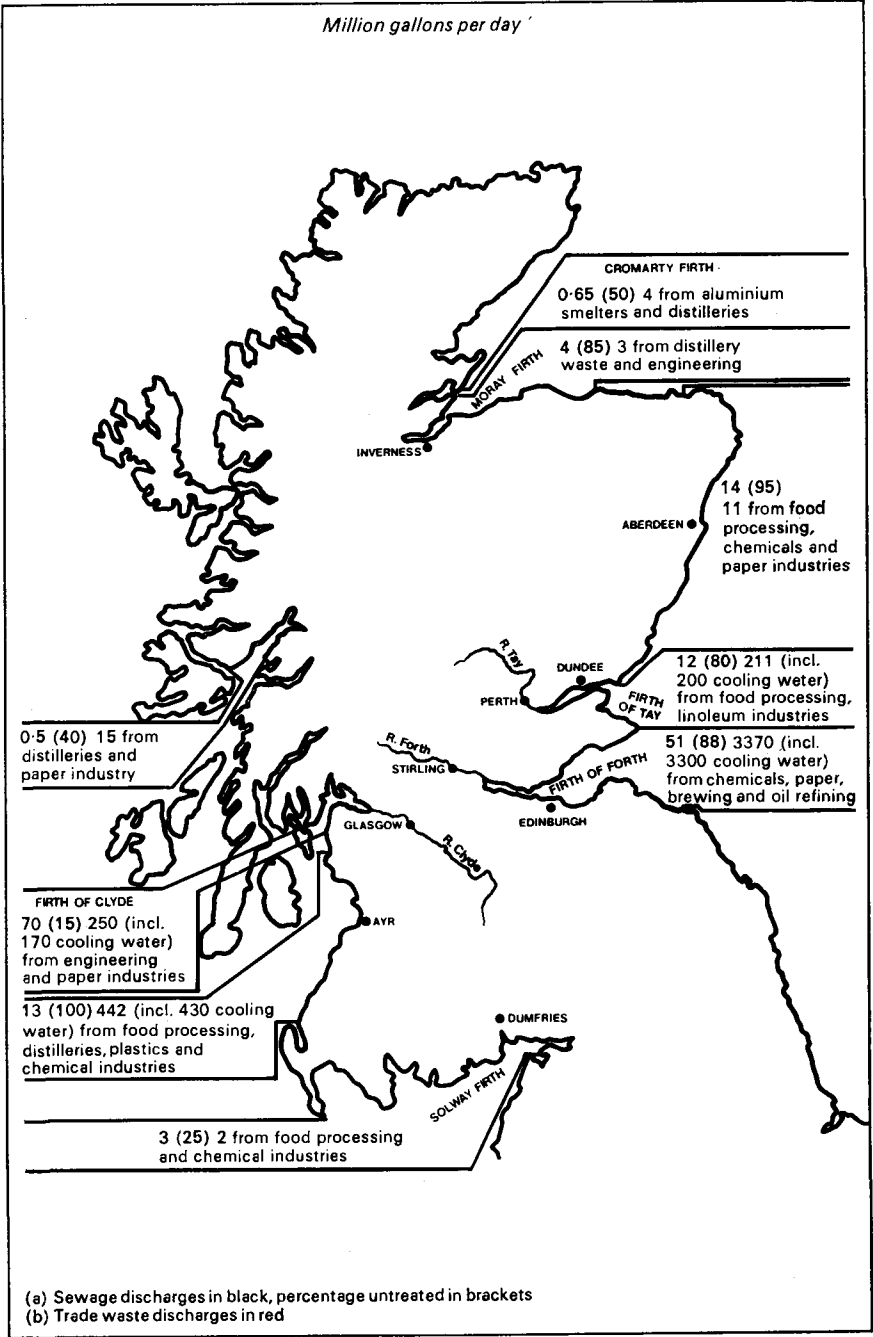 Million gallons per day
CROMARTY FIRTH
0·65 (50) 4 from aluminium
smelters and distilleries
4 (85) 3 from distillery
waste and engineering
MORAY FIRTH
INVERNESS
14 (95)
11 from food
processing,
chemicals and
paper industries
ABERDEEN
R. Tay
DUNDEE
PERTH
FIRTH
OF TAY
12 (80) 211 (incl.
200 cooling water)
from food processing,
linoleum industries
0·5 (40) 15 from
distilleries and
paper industry
R. Forth
STIRLING
FIRTH OF FORTH
EDINBURGH
51 (88) 3370 (incl.
3300 cooling water)
from chemicals, paper,
brewing and oil refining
GLASGOW
R. Clyde
FIRTH OF CLYDE
70 (15) 250 (incl.
170 cooling water)
from engineering
and paper industries
AYR
13 (100) 442 (incl. 430 cooling
water) from food processing,
distilleries, plastics and
chemical industries
DUMFRIES
SOLWAY FIRTH
3 (25) 2 from food processing
and chemical industries
(a) Sewage discharges in black, percentage untreated in brackets
(b) Trade waste discharges in red